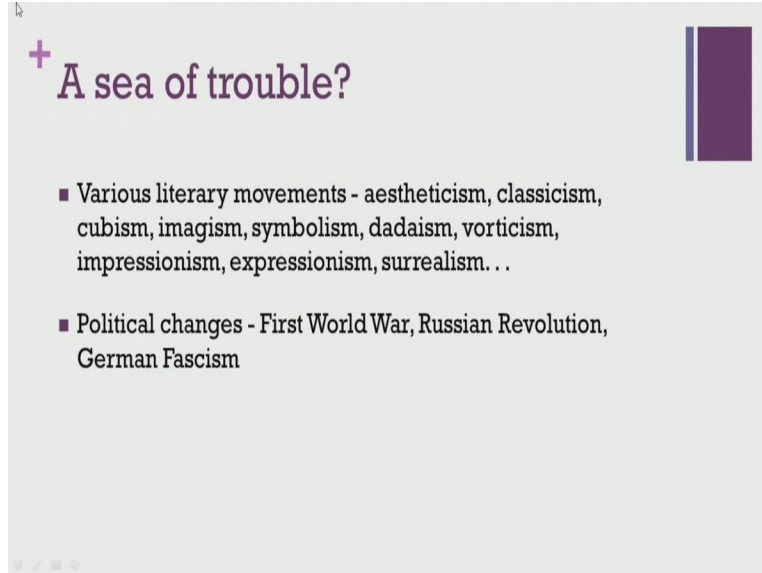 A sea of trouble?
Various literary movements - aestheticism, classicism,
cubism, imagism, symbolism, dadaism, vorticism,
impressionism, expressionism, surrealism. . .
Political changes - First World War, Russian Revolution,
German Fascism